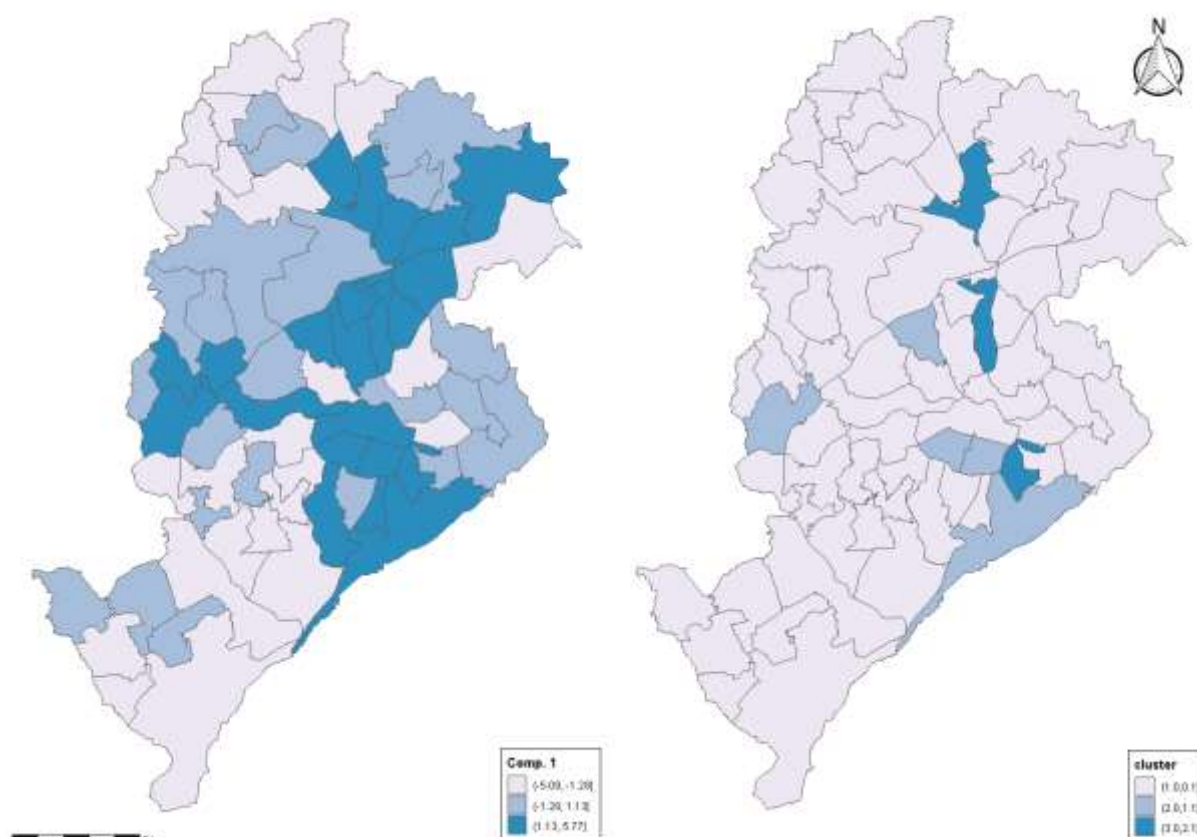 N
Comp. 1
(-5.09, -1.28]
(-1.28, 1.13]
(1.13, 5.77]
cluster